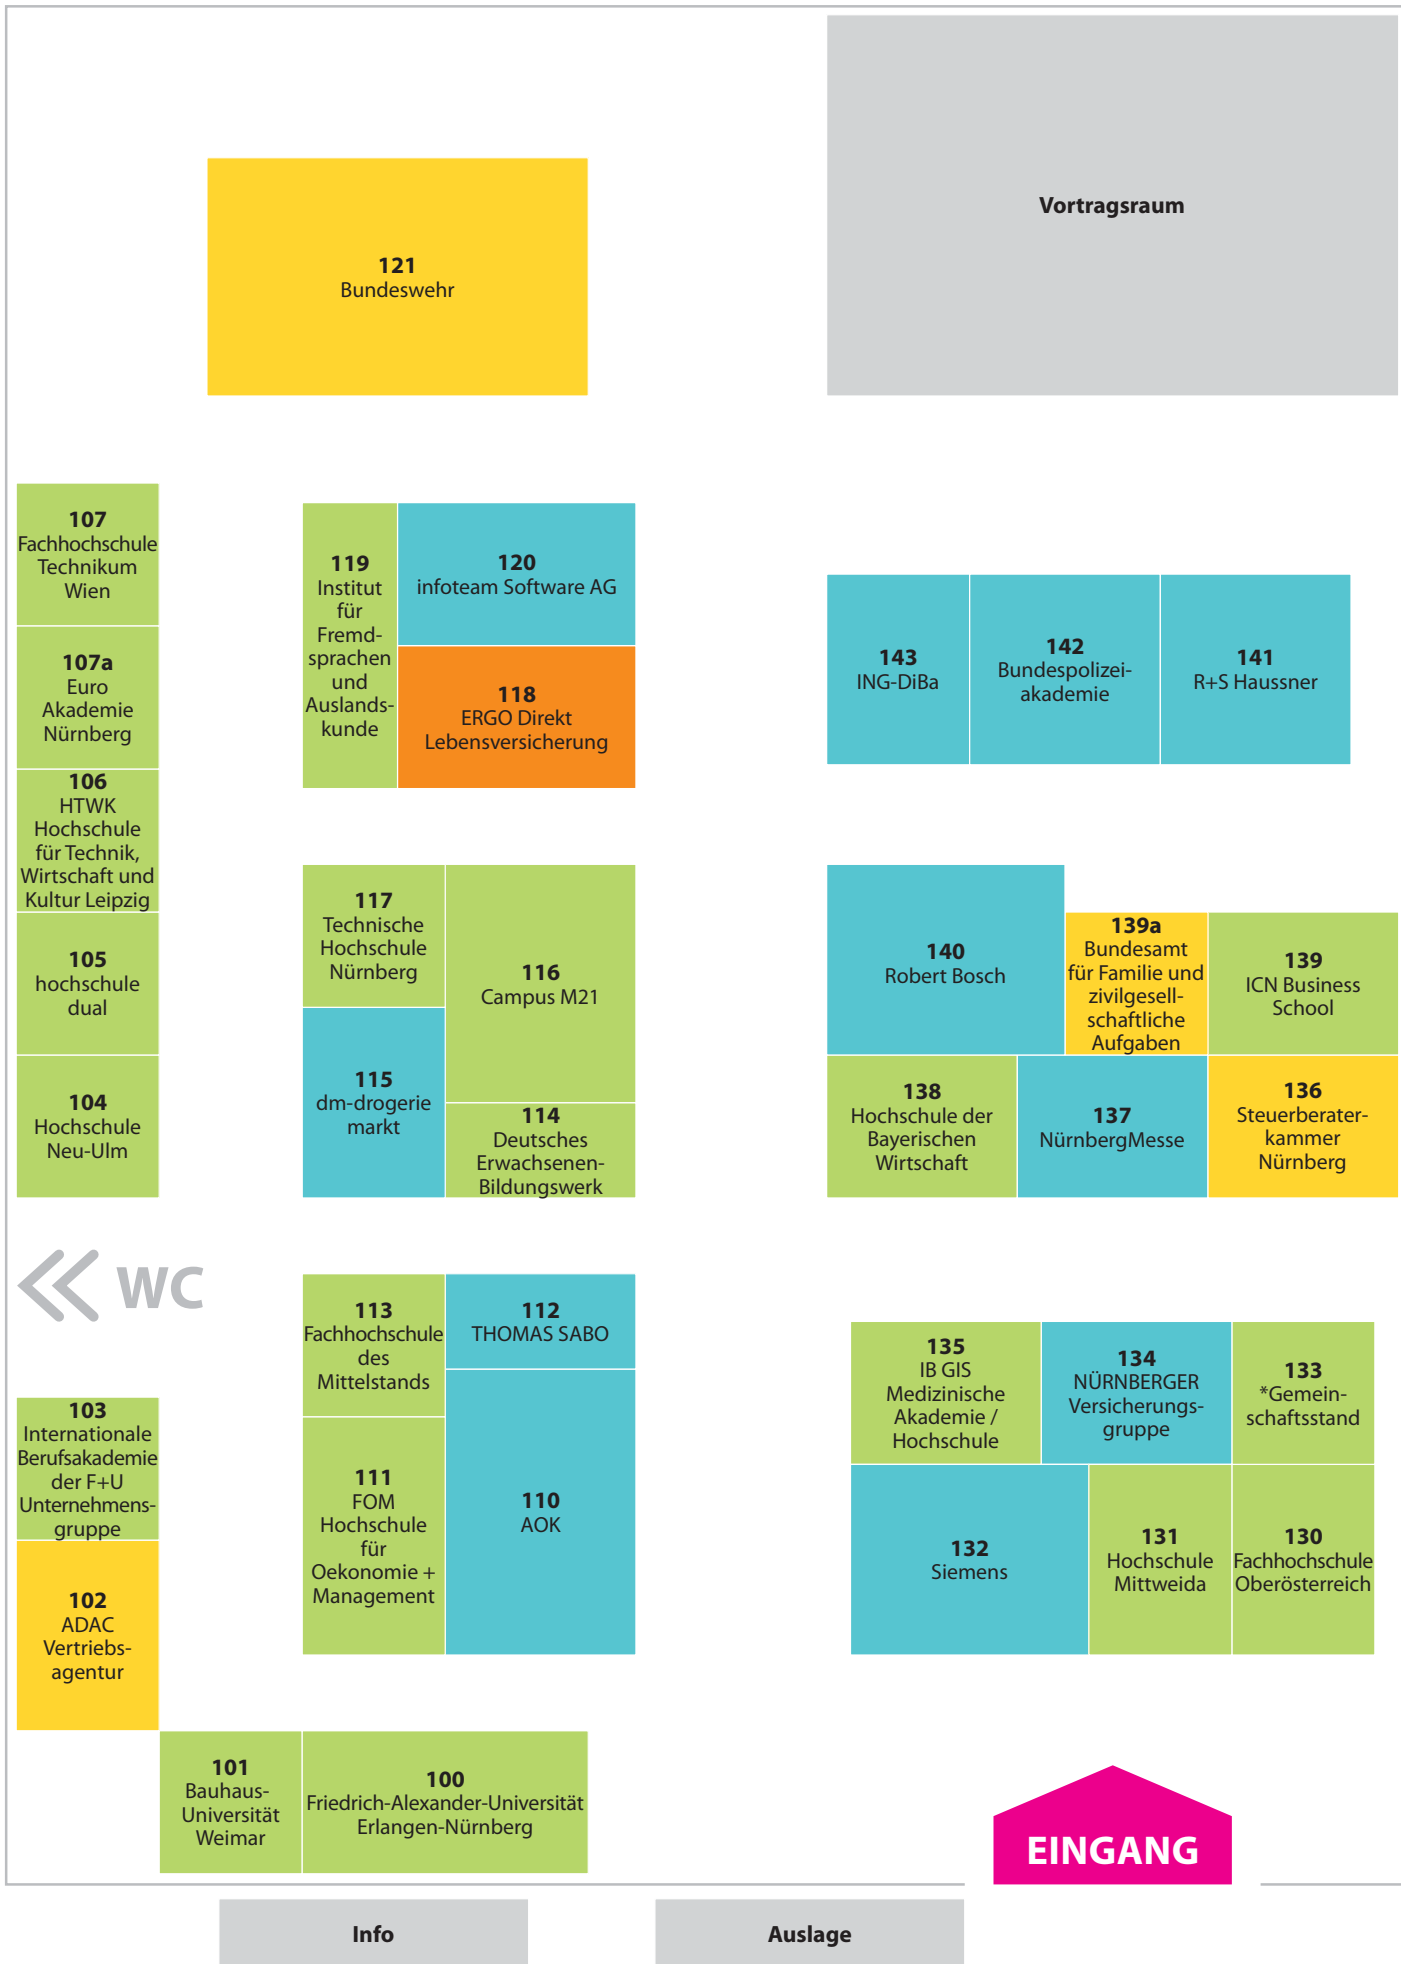 Vortragsraum
121
Bundeswehr
107
Fachhochschule
Technikum
Wien
107a
Euro
Akademie
Nürnberg
106
HTWK
Hochschule
für Technik,
Wirtschaft und
Kultur Leipzig
105
hochschule
dual
104
Hochschule
Neu-Ulm
119
Institut
für
Fremd-
sprachen
und
Auslands-
kunde
120
infoteam Software AG
118
ERGO Direkt
Lebensversicherung
143
ING-DiBa
142
Bundespolizei-
akademie
141
R+S Haussner
117
Technische
Hochschule
Nürnberg
116
Campus M21
115
dm-drogerie
markt
114
Deutsches
Erwachsenen-
Bildungswerk
140
Robert Bosch
139a
Bundesamt
für Familie und
zivilgesell-
schaftliche
Aufgaben
139
ICN Business
School
138
Hochschule der
Bayerischen
Wirtschaft
137
NürnbergMesse
136
Steuerberater-
kammer
Nürnberg
WC
113
Fachhochschule
des
Mittelstands
112
THOMAS SABO
111
FOM
Hochschule
für
Oekonomie +
Management
110
AOK
135
IB GIS
Medizinische
Akademie /
Hochschule
134
NÜRNBERGER
Versicherungs-
gruppe
133
*Gemein-
schaftsstand
132
Siemens
131
Hochschule
Mittweida
130
Fachhochschule
Oberösterreich
103
Internationale
Berufsakademie
der F+U
Unternehmens-
gruppe
102
ADAC
Vertriebs-
agentur
101
Bauhaus-
Universität
Weimar
100
Friedrich-Alexander-Universität
Erlangen-Nürnberg
EINGANG
Info
Auslage